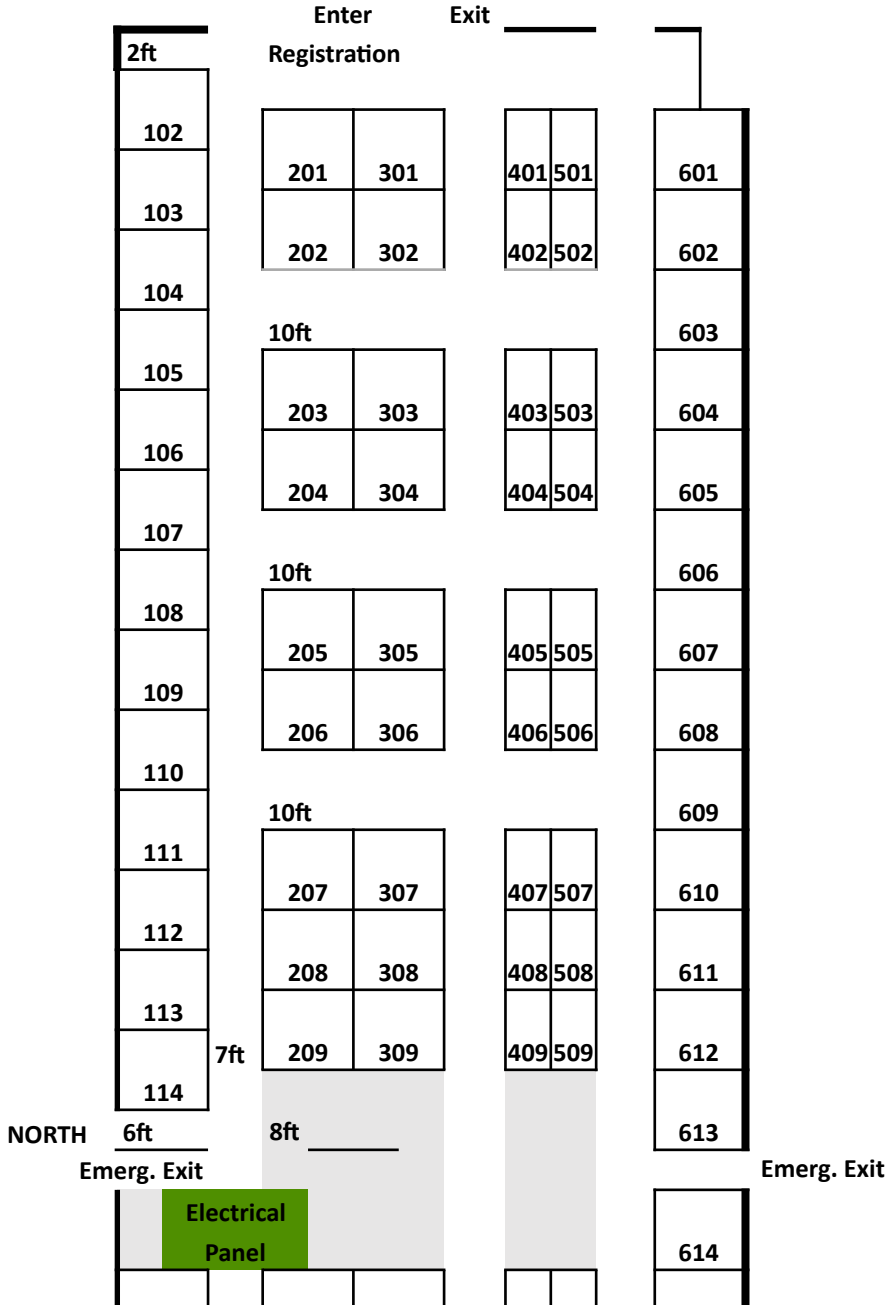 Enter Exit
2ft Registration
102
201 301 401 501 601
103
202 302 402 502 602
104
10ft 603
105
203 303 403 503 604
106
204 304 404 504 605
107
10ft 606
108
205 305 405 505 607
109
206 306 406 506 608
110
10ft 609
111
207 307 407 507 610
112
208 308 408 508 611
113
7ft 209 309 409 509 612
114
NORTH 6ft 8ft 613
Emerg. Exit Emerg. Exit
Electrical
Panel 614